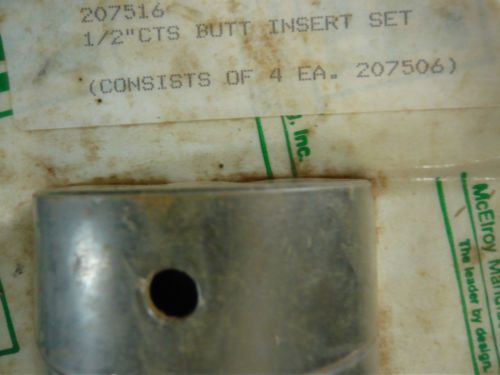 207516
1/2"CTS BUTT INSERT SET
(CONSISTS OF 4 EA. 207506)
Inc.
McElroy
The leader by design.